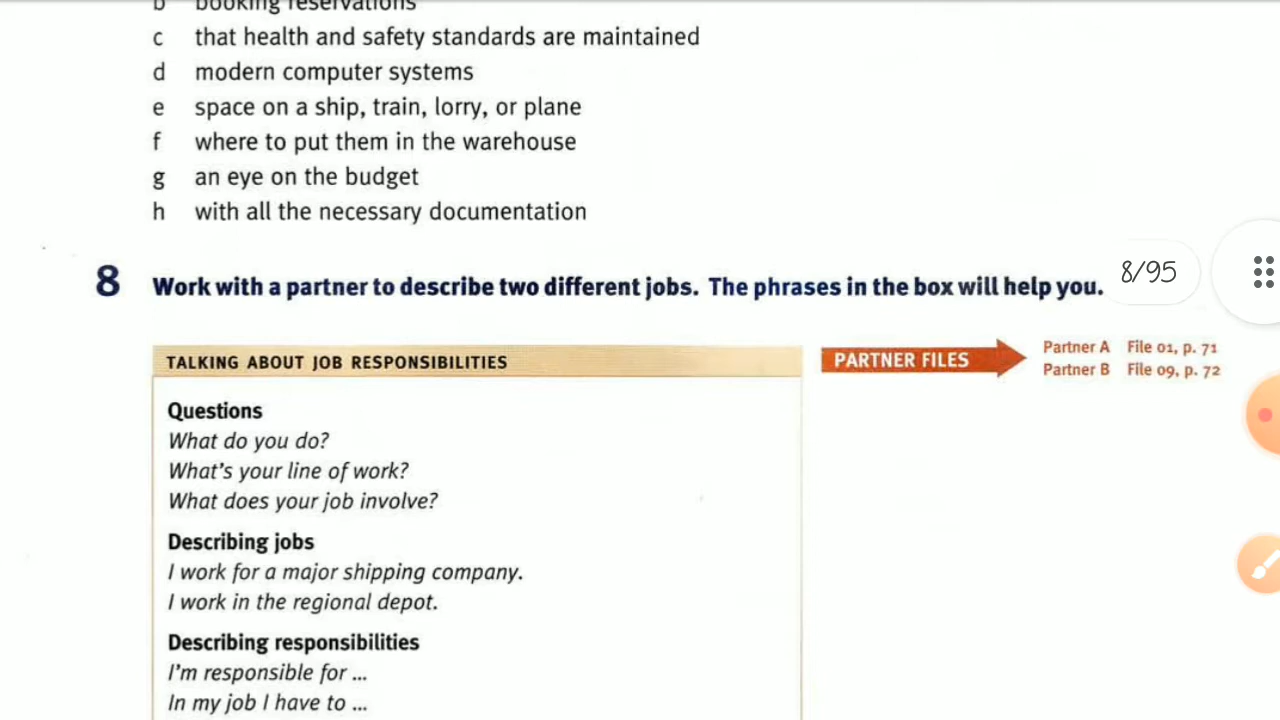 b booking reservations
c that health and safety standards are maintained
d modern computer systems
e space on a ship, train, lorry, or plane
f where to put them in the warehouse
g an eye on the budget
h with all the necessary documentation
8 Work with a partner to describe two different jobs. The phrases in the box will help you.
8/95
TALKING ABOUT JOB RESPONSIBILITIES
Questions
What do you do?
What's your line of work?
What does your job involve?
Describing jobs
I work for a major shipping company.
I work in the regional depot.
Describing responsibilities
I'm responsible for ...
In my job I have to ...
PARTNER FILES
Partner A File 01, p. 71
Partner B File 09, p. 72